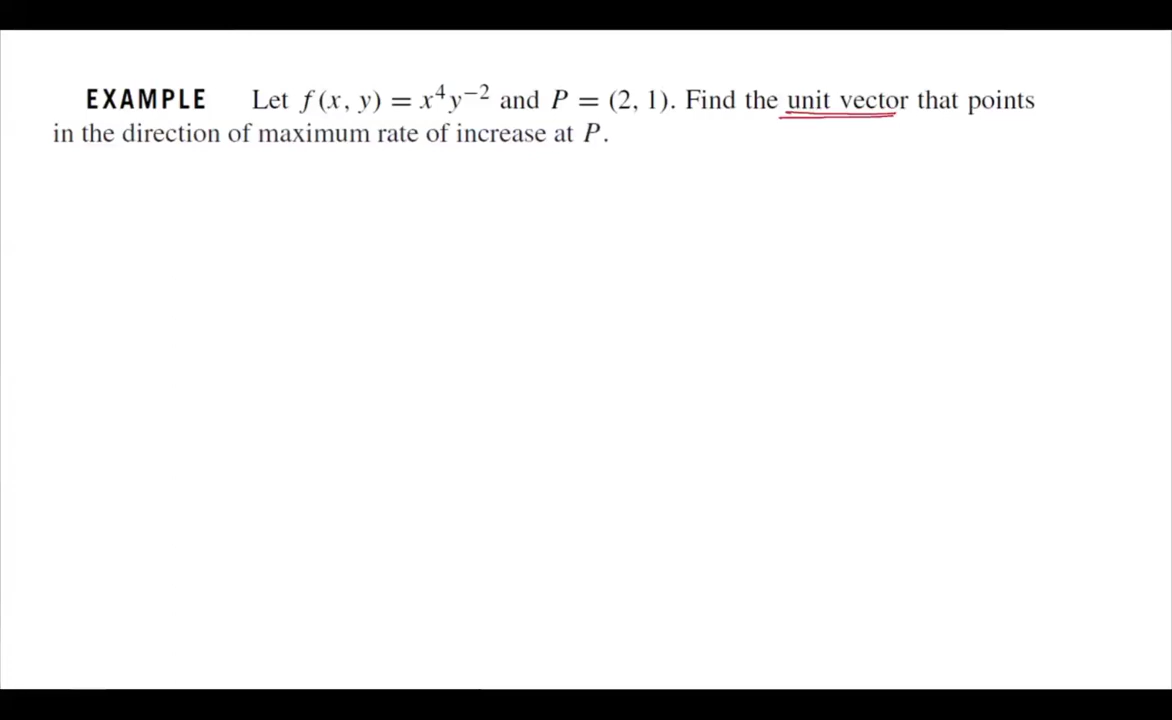 EXAMPLE Let f(x, y) = x⁴y⁻² and P = (2, 1). Find the unit vector that points
in the direction of maximum rate of increase at P.